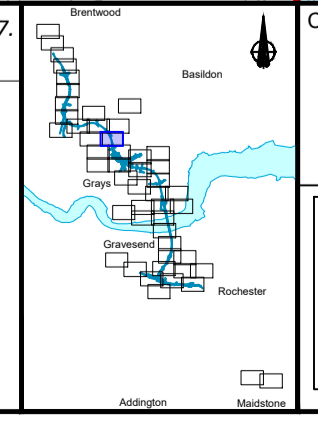 Brentwood
7.
C
Basildon
Grays
Gravesend
Rochester
Addington
Maidstone